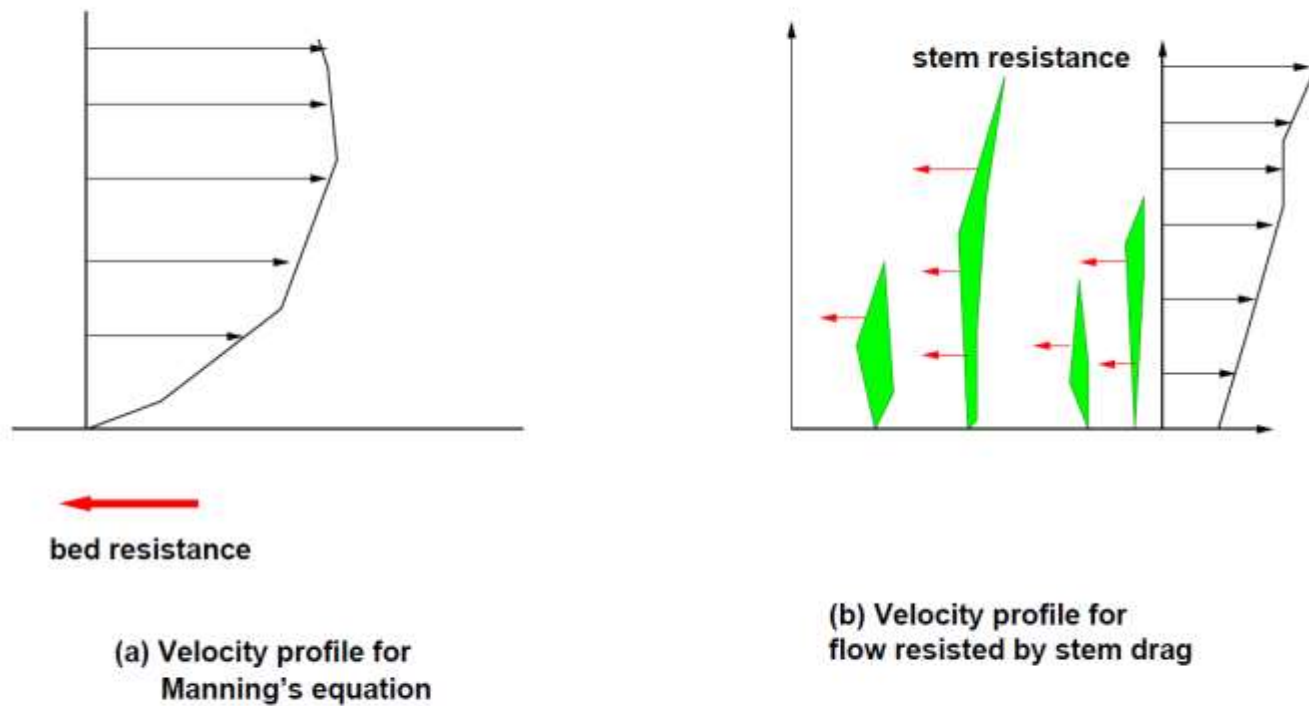 stem resistance
bed resistance
(a) Velocity profile for
Manning's equation
(b) Velocity profile for
flow resisted by stem drag